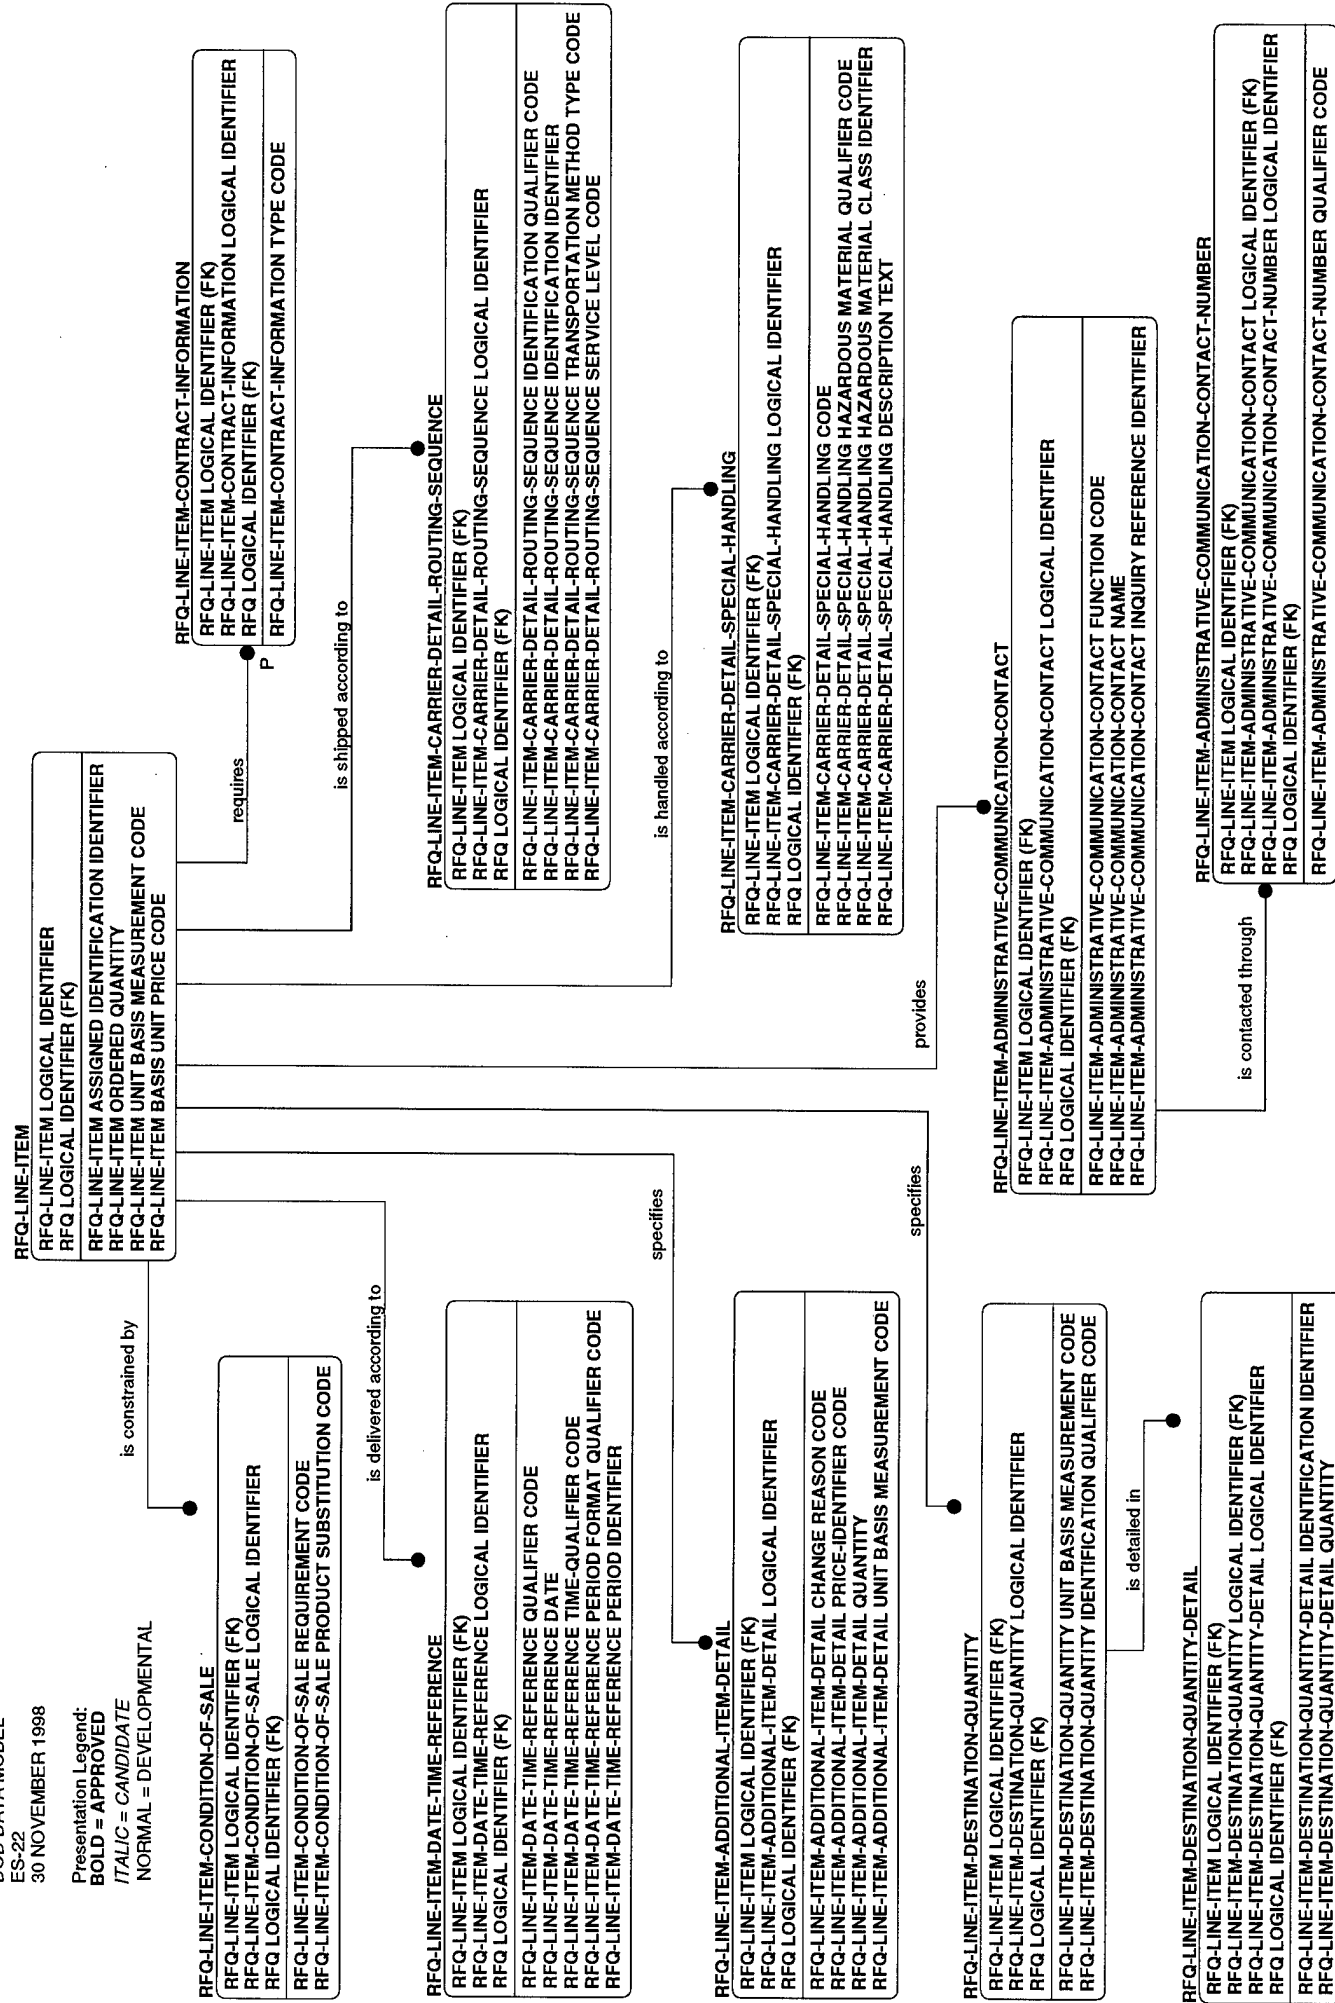 ES-22
30 NOVEMBER 1998
Presentation Legend:
BOLD = APPROVED
ITALIC = CANDIDATE
NORMAL = DEVELOPMENTAL
RFQ-LINE-ITEM
RFQ-LINE-ITEM LOGICAL IDENTIFIER
RFQ LOGICAL IDENTIFIER (FK)
RFQ-LINE-ITEM ASSIGNED IDENTIFICATION IDENTIFIER
RFQ-LINE-ITEM ORDERED QUANTITY
RFQ-LINE-ITEM UNIT BASIS MEASUREMENT CODE
RFQ-LINE-ITEM BASIS UNIT PRICE CODE
is constrained by
RFQ-LINE-ITEM-CONDITION-OF-SALE
RFQ-LINE-ITEM LOGICAL IDENTIFIER (FK)
RFQ-LINE-ITEM-CONDITION-OF-SALE LOGICAL IDENTIFIER
RFQ LOGICAL IDENTIFIER (FK)
RFQ-LINE-ITEM-CONDITION-OF-SALE REQUIREMENT CODE
RFQ-LINE-ITEM-CONDITION-OF-SALE PRODUCT SUBSTITUTION CODE
requires
P
RFQ-LINE-ITEM-CONTRACT-INFORMATION
RFQ-LINE-ITEM LOGICAL IDENTIFIER (FK)
RFQ-LINE-ITEM-CONTRACT-INFORMATION LOGICAL IDENTIFIER
RFQ LOGICAL IDENTIFIER (FK)
RFQ-LINE-ITEM-CONTRACT-INFORMATION TYPE CODE
is delivered according to
RFQ-LINE-ITEM-DATE-TIME-REFERENCE
RFQ-LINE-ITEM LOGICAL IDENTIFIER (FK)
RFQ-LINE-ITEM-DATE-TIME-REFERENCE LOGICAL IDENTIFIER
RFQ LOGICAL IDENTIFIER (FK)
RFQ-LINE-ITEM-DATE-TIME-REFERENCE QUALIFIER CODE
RFQ-LINE-ITEM-DATE-TIME-REFERENCE DATE
RFQ-LINE-ITEM-DATE-TIME-REFERENCE TIME-QUALIFIER CODE
RFQ-LINE-ITEM-DATE-TIME-REFERENCE PERIOD FORMAT QUALIFIER CODE
RFQ-LINE-ITEM-DATE-TIME-REFERENCE PERIOD IDENTIFIER
is shipped according to
RFQ-LINE-ITEM-CARRIER-DETAIL-ROUTING-SEQUENCE
RFQ-LINE-ITEM LOGICAL IDENTIFIER (FK)
RFQ-LINE-ITEM-CARRIER-DETAIL-ROUTING-SEQUENCE LOGICAL IDENTIFIER
RFQ LOGICAL IDENTIFIER (FK)
RFQ-LINE-ITEM-CARRIER-DETAIL-ROUTING-SEQUENCE IDENTIFICATION QUALIFIER CODE
RFQ-LINE-ITEM-CARRIER-DETAIL-ROUTING-SEQUENCE IDENTIFICATION IDENTIFIER
RFQ-LINE-ITEM-CARRIER-DETAIL-ROUTING-SEQUENCE TRANSPORTATION METHOD TYPE CODE
RFQ-LINE-ITEM-CARRIER-DETAIL-ROUTING-SEQUENCE SERVICE LEVEL CODE
specifies
RFQ-LINE-ITEM-ADDITIONAL-ITEM-DETAIL
RFQ-LINE-ITEM LOGICAL IDENTIFIER (FK)
RFQ-LINE-ITEM-ADDITIONAL-ITEM-DETAIL LOGICAL IDENTIFIER
RFQ LOGICAL IDENTIFIER (FK)
RFQ-LINE-ITEM-ADDITIONAL-ITEM-DETAIL CHANGE REASON CODE
RFQ-LINE-ITEM-ADDITIONAL-ITEM-DETAIL PRICE-IDENTIFIER CODE
RFQ-LINE-ITEM-ADDITIONAL-ITEM-DETAIL QUANTITY
RFQ-LINE-ITEM-ADDITIONAL-ITEM-DETAIL UNIT BASIS MEASUREMENT CODE
is handled according to
RFQ-LINE-ITEM-CARRIER-DETAIL-SPECIAL-HANDLING
RFQ-LINE-ITEM LOGICAL IDENTIFIER (FK)
RFQ-LINE-ITEM-CARRIER-DETAIL-SPECIAL-HANDLING LOGICAL IDENTIFIER
RFQ LOGICAL IDENTIFIER (FK)
RFQ-LINE-ITEM-CARRIER-DETAIL-SPECIAL-HANDLING CODE
RFQ-LINE-ITEM-CARRIER-DETAIL-SPECIAL-HANDLING HAZARDOUS MATERIAL QUALIFIER CODE
RFQ-LINE-ITEM-CARRIER-DETAIL-SPECIAL-HANDLING HAZARDOUS MATERIAL CLASS IDENTIFIER
RFQ-LINE-ITEM-CARRIER-DETAIL-SPECIAL-HANDLING DESCRIPTION TEXT
specifies
RFQ-LINE-ITEM-DESTINATION-QUANTITY
RFQ-LINE-ITEM LOGICAL IDENTIFIER (FK)
RFQ-LINE-ITEM-DESTINATION-QUANTITY LOGICAL IDENTIFIER
RFQ LOGICAL IDENTIFIER (FK)
RFQ-LINE-ITEM-DESTINATION-QUANTITY UNIT BASIS MEASUREMENT CODE
RFQ-LINE-ITEM-DESTINATION-QUANTITY IDENTIFICATION QUALIFIER CODE
provides
RFQ-LINE-ITEM-ADMINISTRATIVE-COMMUNICATION-CONTACT
RFQ-LINE-ITEM LOGICAL IDENTIFIER (FK)
RFQ-LINE-ITEM-ADMINISTRATIVE-COMMUNICATION-CONTACT LOGICAL IDENTIFIER
RFQ LOGICAL IDENTIFIER (FK)
RFQ-LINE-ITEM-ADMINISTRATIVE-COMMUNICATION-CONTACT FUNCTION CODE
RFQ-LINE-ITEM-ADMINISTRATIVE-COMMUNICATION-CONTACT NAME
RFQ-LINE-ITEM-ADMINISTRATIVE-COMMUNICATION-CONTACT INQUIRY REFERENCE IDENTIFIER
is detailed in
RFQ-LINE-ITEM-DESTINATION-QUANTITY-DETAIL
RFQ-LINE ITEM LOGICAL IDENTIFIER (FK)
RFQ-LINE-ITEM-DESTINATION-QUANTITY LOGICAL IDENTIFIER (FK)
RFQ-LINE-ITEM-DESTINATION-QUANTITY-DETAIL LOGICAL IDENTIFIER
RFQ LOGICAL IDENTIFIER (FK)
RFQ-LINE-ITEM-DESTINATION-QUANTITY-DETAIL IDENTIFICATION IDENTIFIER
RFQ-LINE-ITEM-DESTINATION-QUANTITY-DETAIL QUANTITY
is contacted through
RFQ-LINE-ITEM-ADMINISTRATIVE-COMMUNICATION-CONTACT-NUMBER
RFQ-LINE-ITEM LOGICAL IDENTIFIER (FK)
RFQ-LINE-ITEM-ADMINISTRATIVE-COMMUNICATION-CONTACT LOGICAL IDENTIFIER (FK)
RFQ-LINE-ITEM-ADMINISTRATIVE-COMMUNICATION-CONTACT-NUMBER LOGICAL IDENTIFIER
RFQ LOGICAL IDENTIFIER (FK)
RFQ-LINE-ITEM-ADMINISTRATIVE-COMMUNICATION-CONTACT-NUMBER QUALIFIER CODE